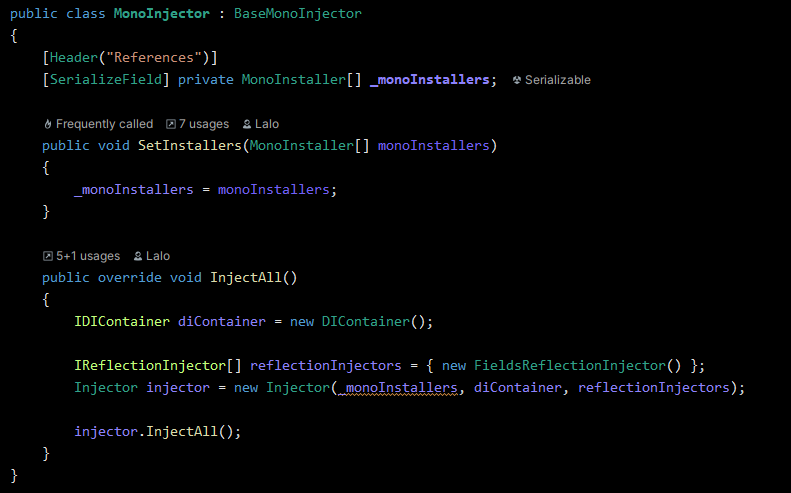 public class MonoInjector : BaseMonoInjector
{
[Header("References")]
[SerializeField] private MonoInstaller[] _monoInstallers; Serializable
Frequently called 7 usages Lalo
public void SetInstallers(MonoInstaller[] monoInstallers)
{
_monoInstallers = monoInstallers;
}
5+1 usages Lalo
public override void InjectAll()
{
IDIContainer diContainer = new DIContainer();
IReflectionInjector[] reflectionInjectors = { new FieldsReflectionInjector() };
Injector injector = new Injector(_monoInstallers, diContainer, reflectionInjectors);
injector.InjectAll();
}
}